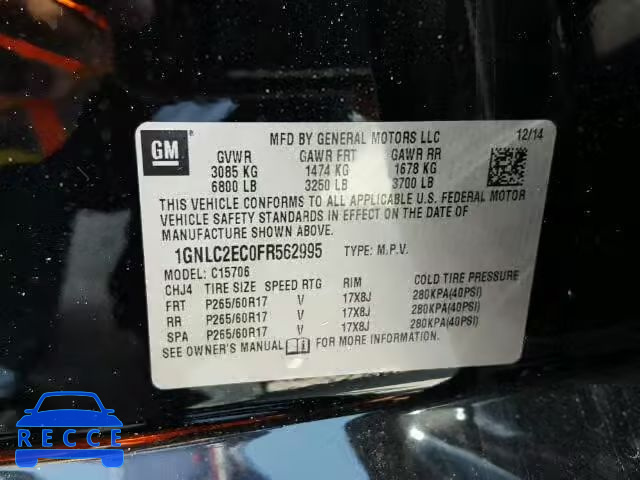 GM ®
MFD BY GENERAL MOTORS LLC 12/14
GVWR GAWR FRT GAWR RR
3085 KG 1474 KG 1678 KG
6800 LB 3250 LB 3700 LB
THIS VEHICLE CONFORMS TO ALL APPLICABLE U.S. FEDERAL MOTOR
VEHICLE SAFETY STANDARDS IN EFFECT ON THE DATE OF
MANUFACTURE SHOWN ABOVE.
1GNLC2EC0FR562995 TYPE: M.P.V.
MODEL: C15706
CHJ4 TIRE SIZE SPEED RTG RIM COLD TIRE PRESSURE
FRT P265/60R17 V 17X8J 280KPA(40PSI)
RR P265/60R17 V 17X8J 280KPA(40PSI)
SPA P265/60R17 V 17X8J 280KPA(40PSI)
SEE OWNER'S MANUAL FOR MORE INFORMATION.
RECCE